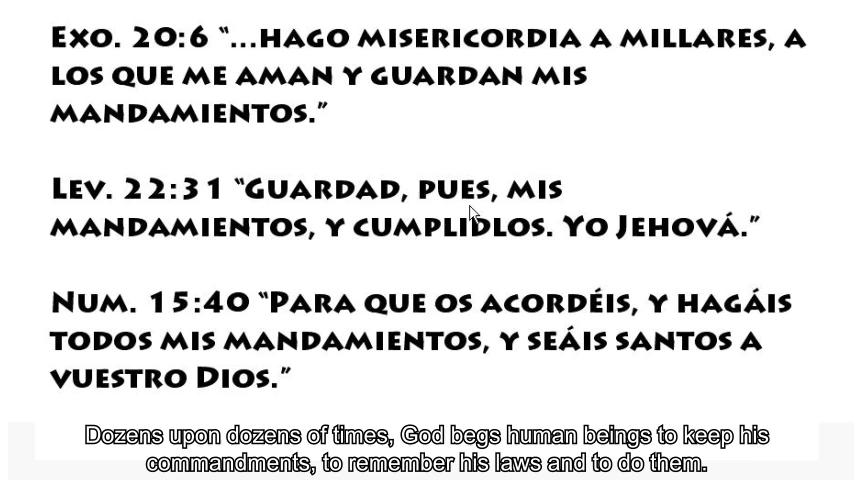 Exo. 20:6 “...hago misericordia a millares, a
los que me aman y guardan mis
mandamientos.”
Lev. 22:31 “Guardad, pues, mis
mandamientos, y cumplidlos. Yo Jehová.”
Num. 15:40 “Para que os acordéis, y hagáis
todos mis mandamientos, y seáis santos a
vuestro Dios.”
Dozens upon dozens of times, God begs human beings to keep his
commandments, to remember his laws and to do them.